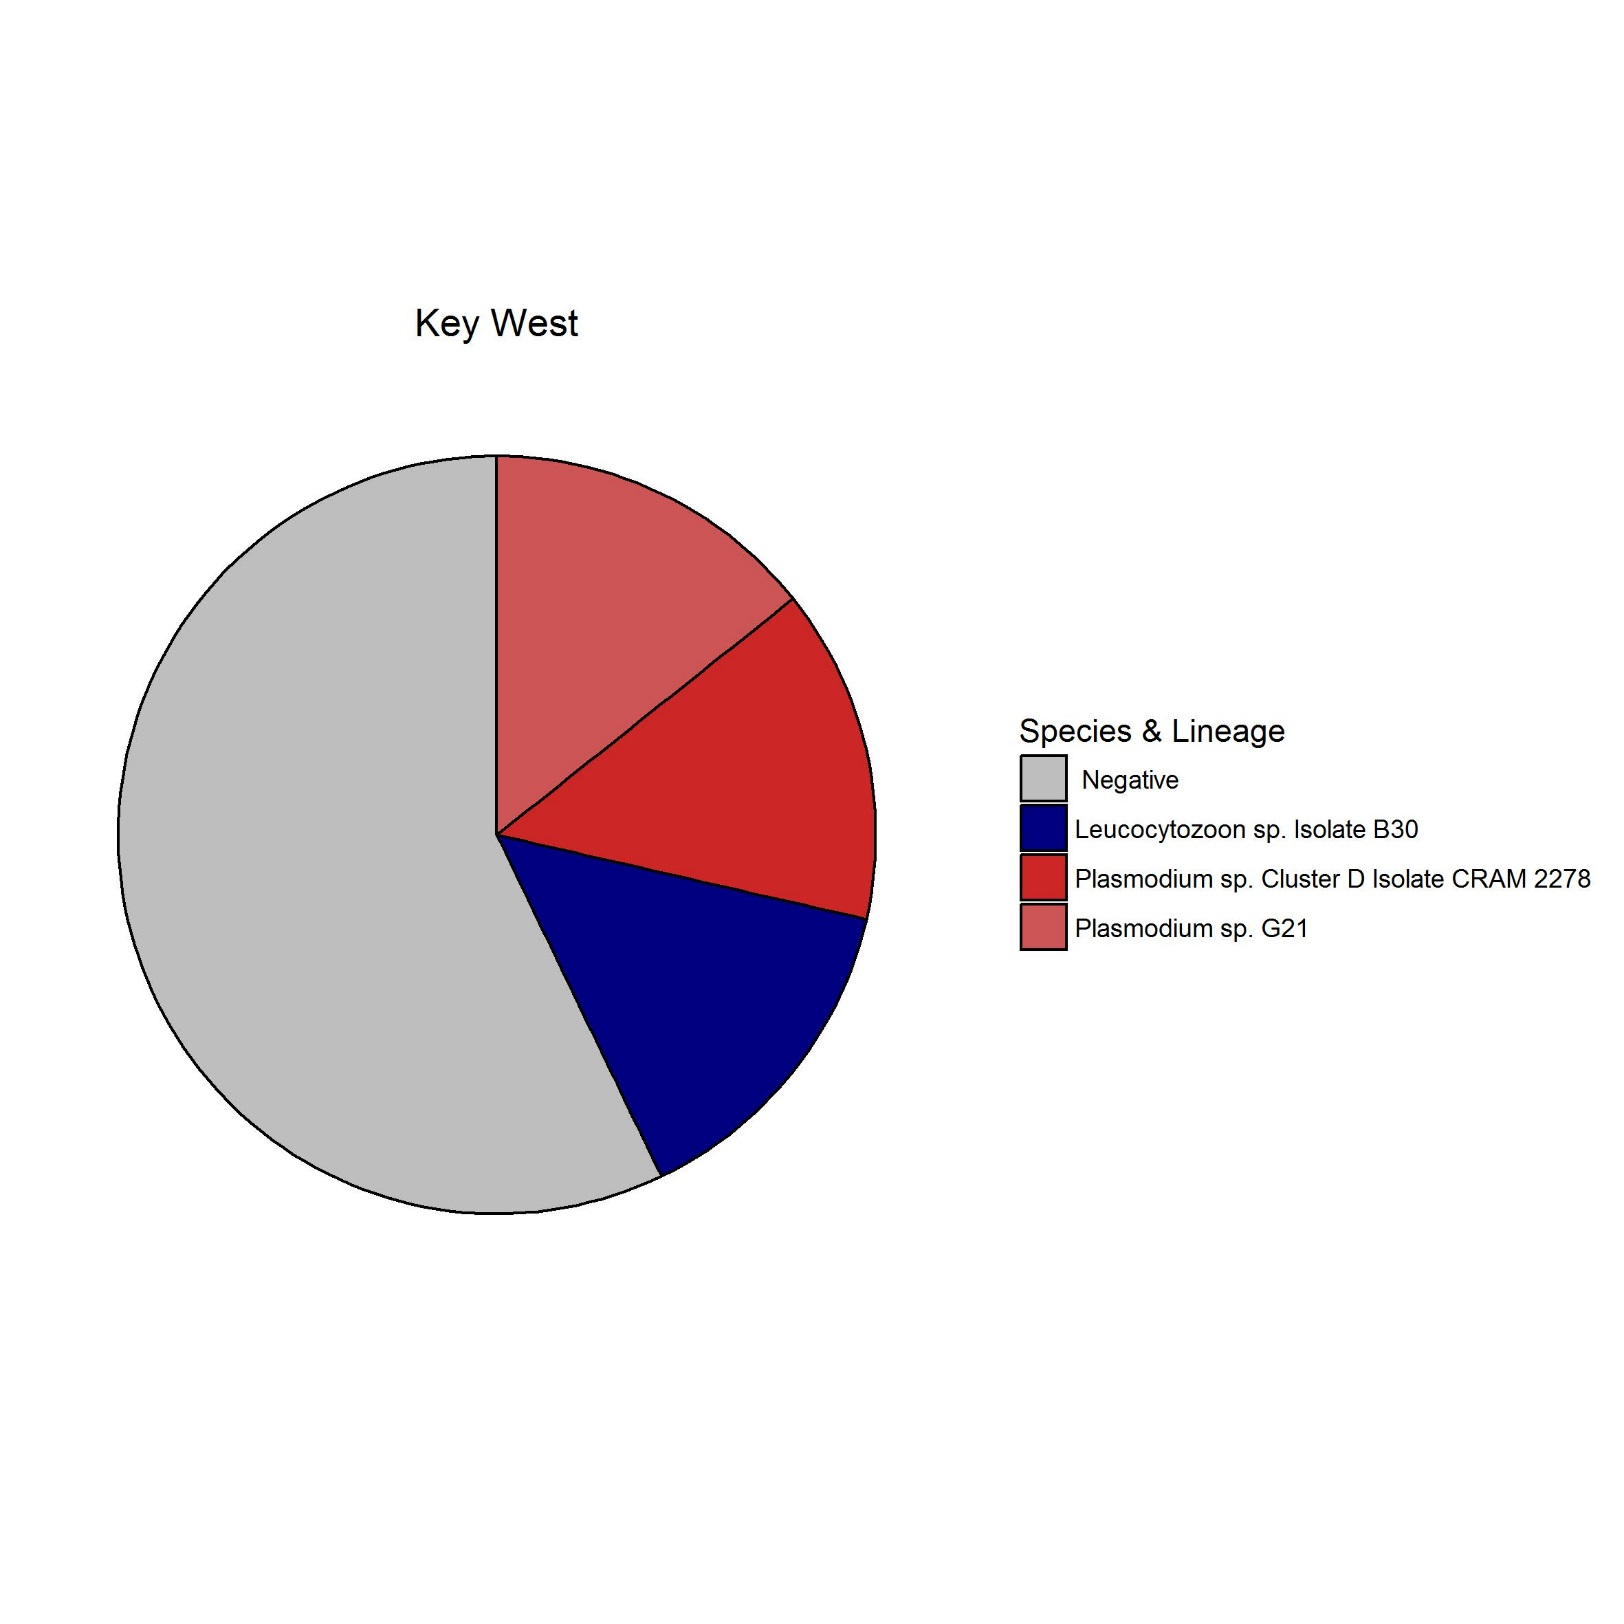 Key West
Species & Lineage
Negative
Leucocytozoon sp. Isolate B30
Plasmodium sp. Cluster D Isolate CRAM 2278
Plasmodium sp. G21